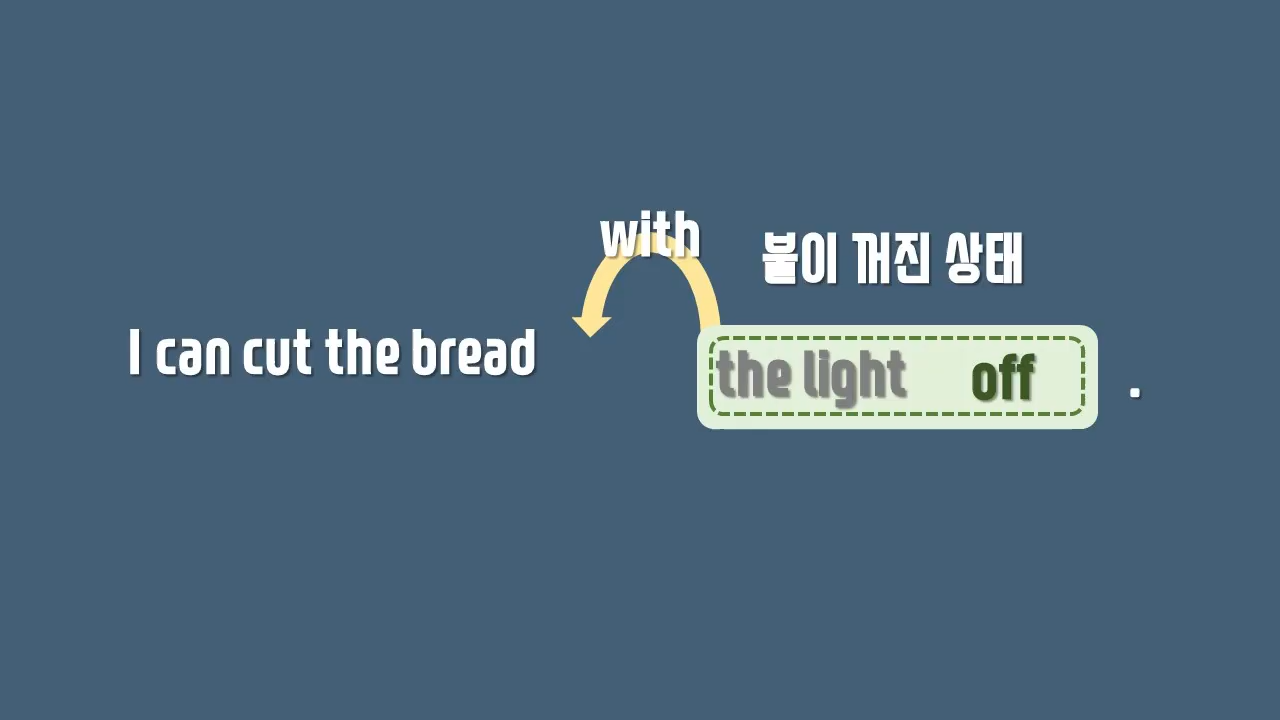 with
불이 꺼진 상태
I can cut the bread
the light off .